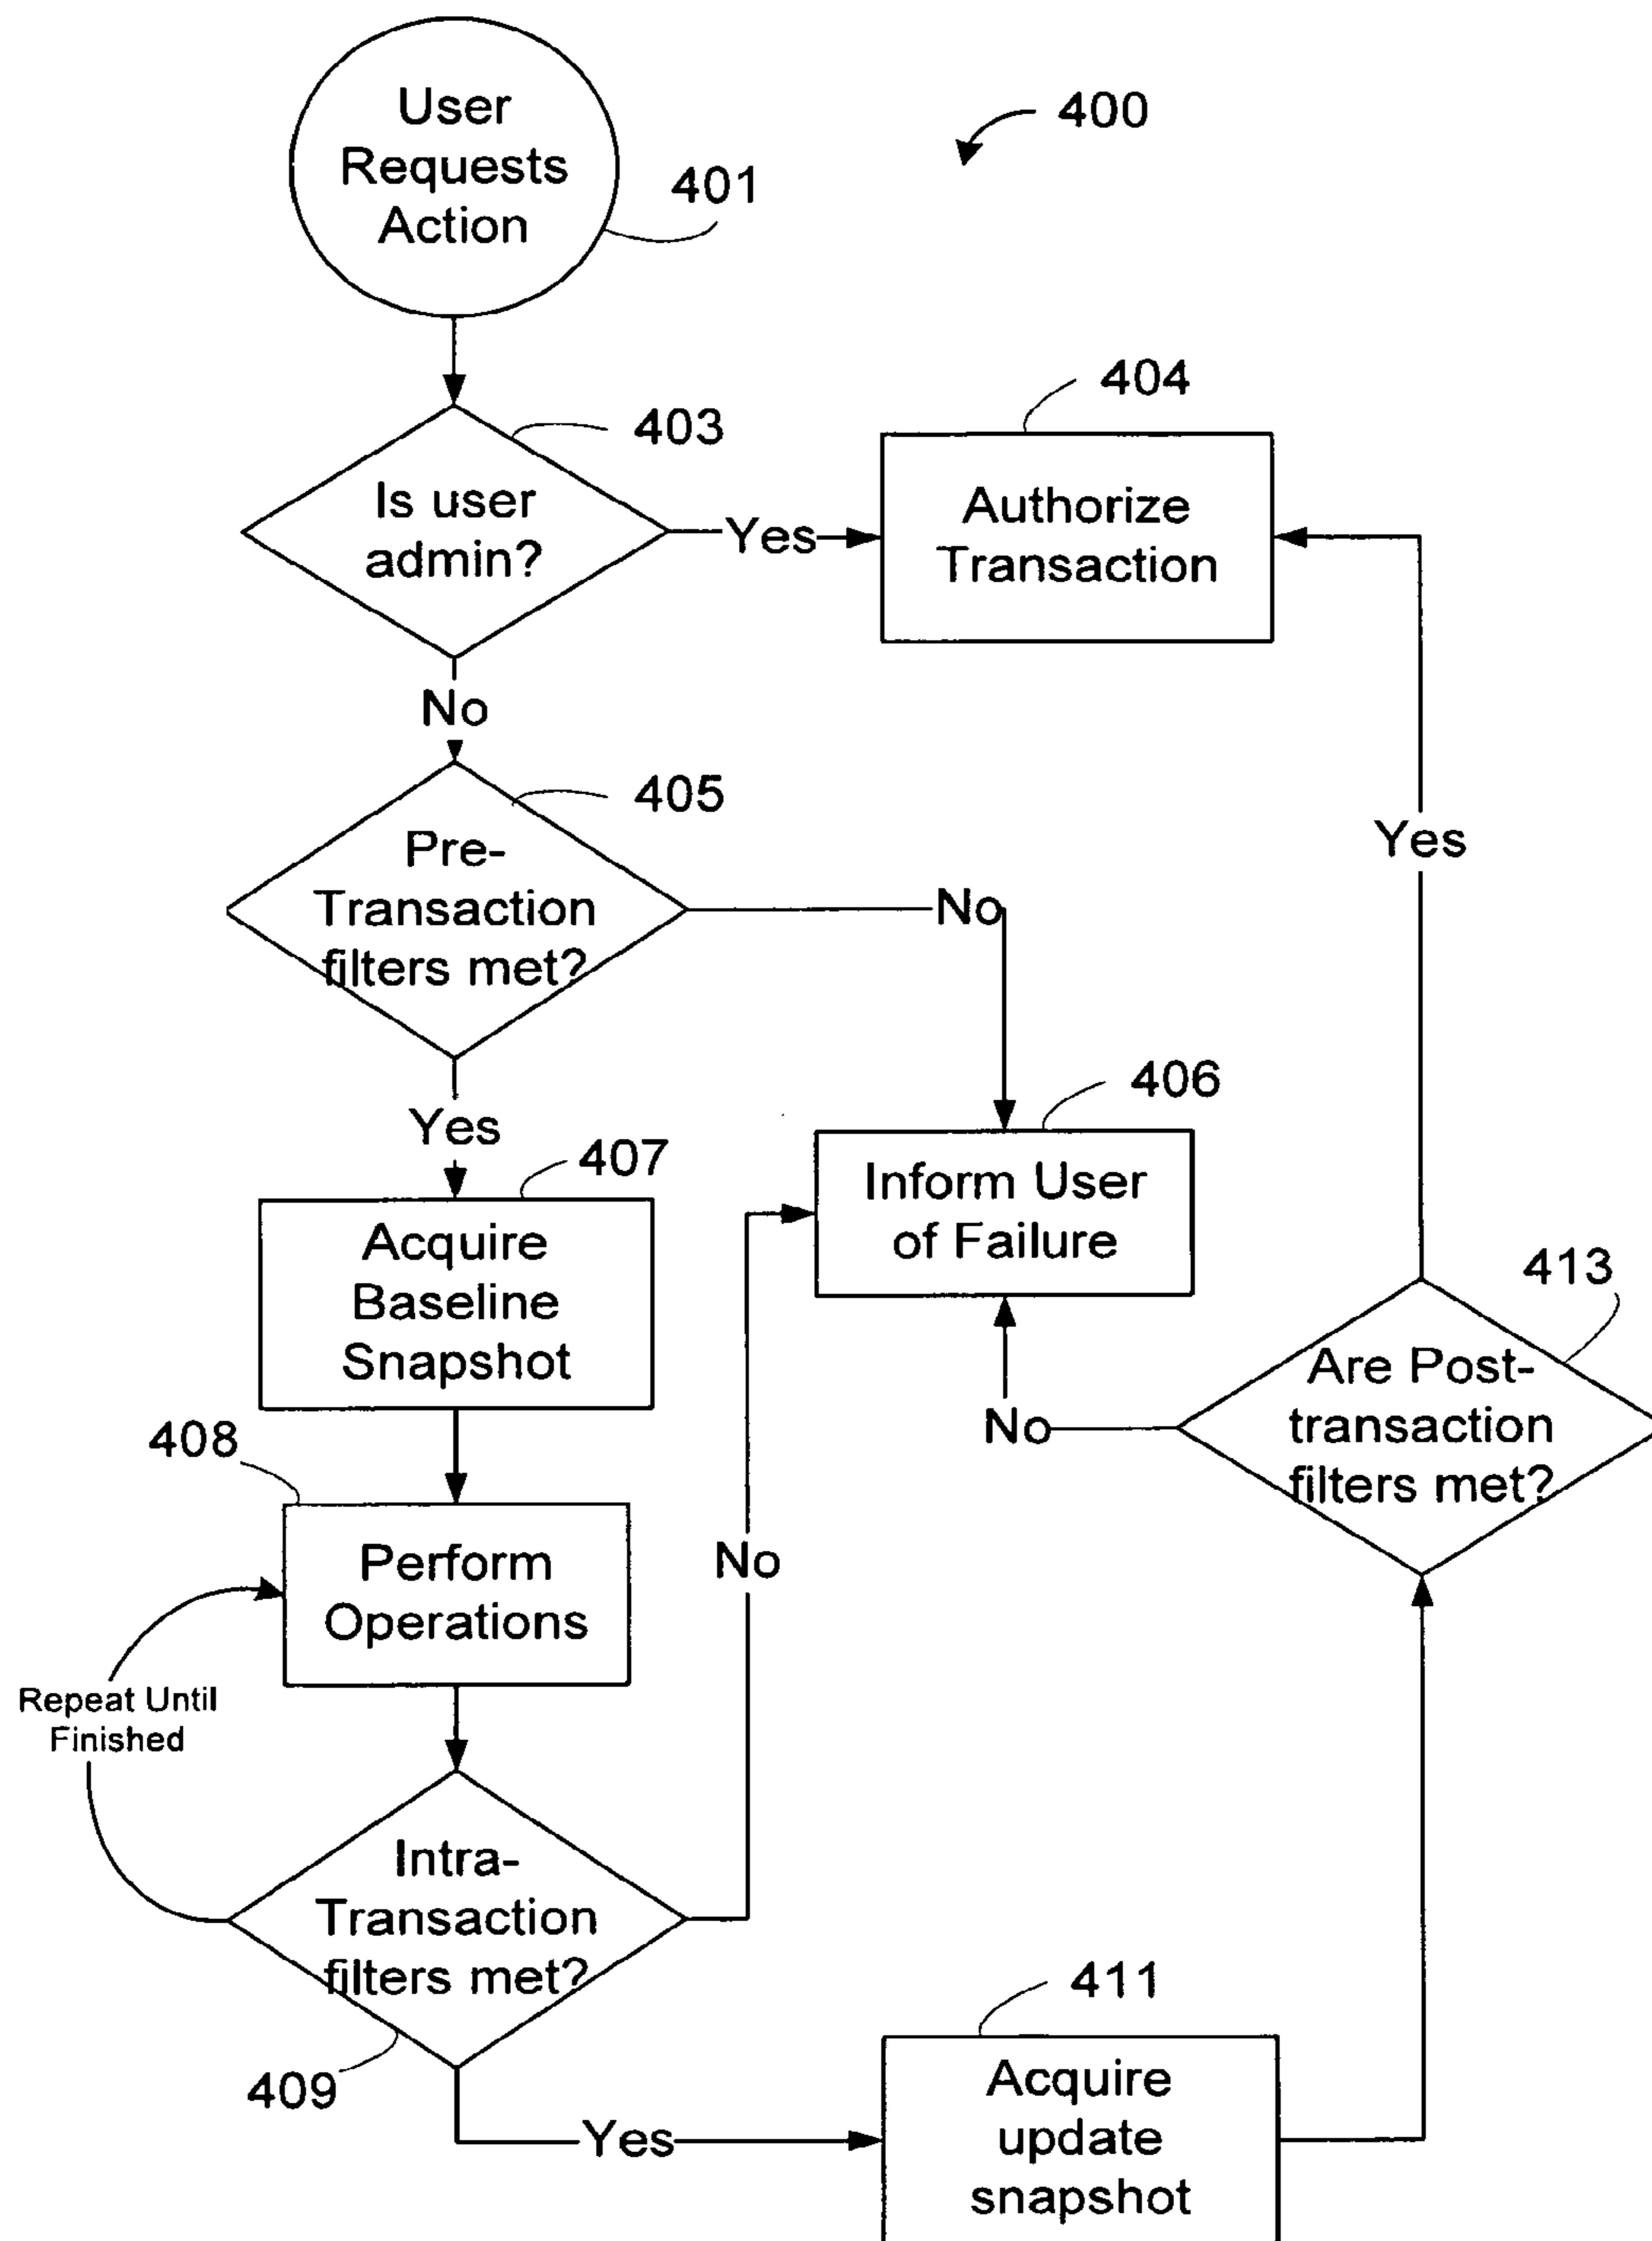 User
Requests
Action
401
400
403
Is user
admin?
Yes
404
Authorize
Transaction
No
405
Pre-
Transaction
filters met?
No
Yes
Yes
406
Inform User
of Failure
407
Acquire
Baseline
Snapshot
413
Are Post-
transaction
filters met?
No
408
Perform
Operations
No
Repeat Until
Finished
Intra-
Transaction
filters met?
409
Yes
411
Acquire
update
snapshot